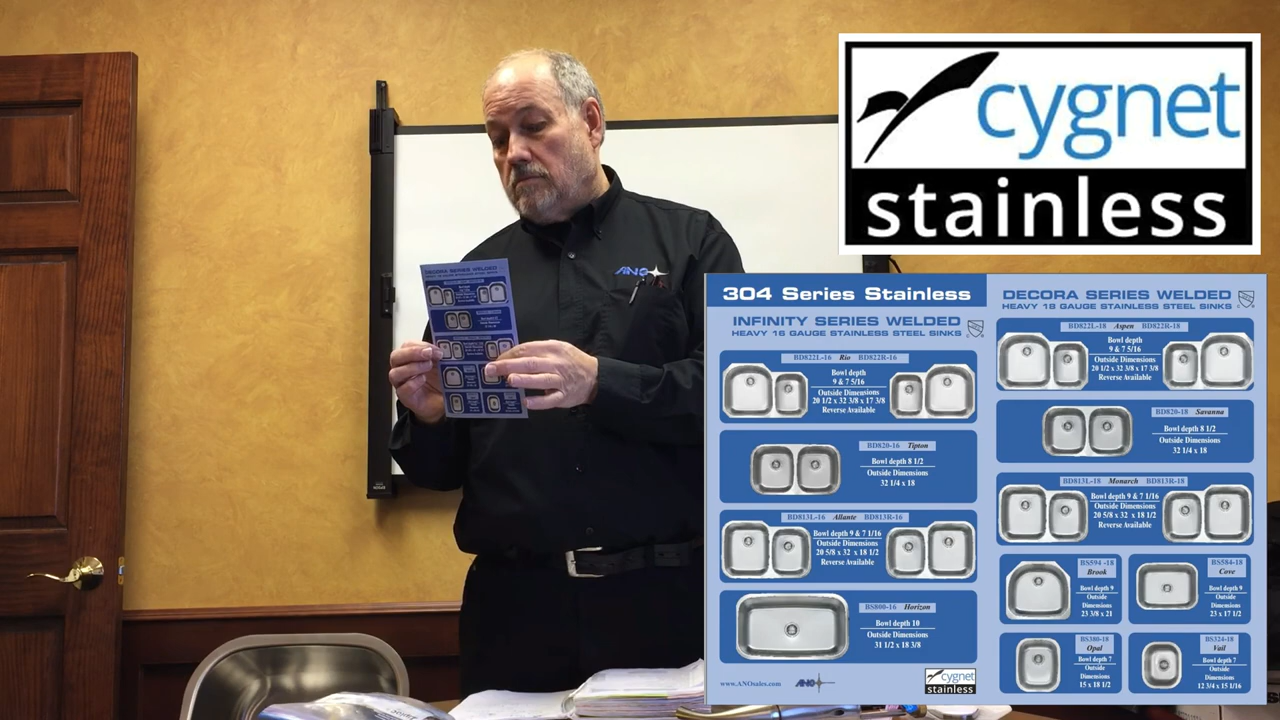 cygnet
stainless
304 Series Stainless
INFINITY SERIES WELDED
HEAVY 16 GAUGE STAINLESS STEEL SINKS
BD822L-16 Rio BD822R-16
Bowl depth
9 & 7 5/16
Outside Dimensions
20 1/2 x 32 3/8 x 17 3/8
Reverse Available
BD820-16 Tipton
Bowl depth 8 1/2
Outside Dimensions
32 1/4 x 18
BD813L-16 Allante BD813R-16
Bowl depth 9 & 7 1/16
Outside Dimensions
20 5/8 x 32 x 18 1/2
Reverse Available
BS800-16 Horizon
Bowl depth 10
Outside Dimensions
31 1/2 x 18 3/8
www.ANOsales.com
ANO
cygnet
stainless
DECORA SERIES WELDED
HEAVY 18 GAUGE STAINLESS STEEL SINKS
BD822L-18 Aspen BD822R-18
Bowl depth
9 & 7 5/16
Outside Dimensions
20 1/2 x 32 3/8 x 17 3/8
Reverse Available
BD820-18 Savanna
Bowl depth 8 1/2
Outside Dimensions
32 1/4 x 18
BD813L-18 Monarch BD813R-18
Bowl depth 9 & 7 1/16
Outside Dimensions
20 5/8 x 32 x 18 1/2
Reverse Available
BS594 -18
Brook
Bowl depth 9
Outside
Dimensions
23 3/8 x 21
BS584-18
Cove
Bowl depth 9
Outside
Dimensions
23 x 17 1/2
BS380-18
Opal
Bowl depth 7
Outside
Dimensions
15 x 18 1/2
BS324-18
Vail
Bowl depth 7
Outside
Dimensions
12 3/4 x 15 1/16
ANO
DECORA SERIES WELDED
HEAVY 18 GAUGE STAINLESS STEEL SINKS